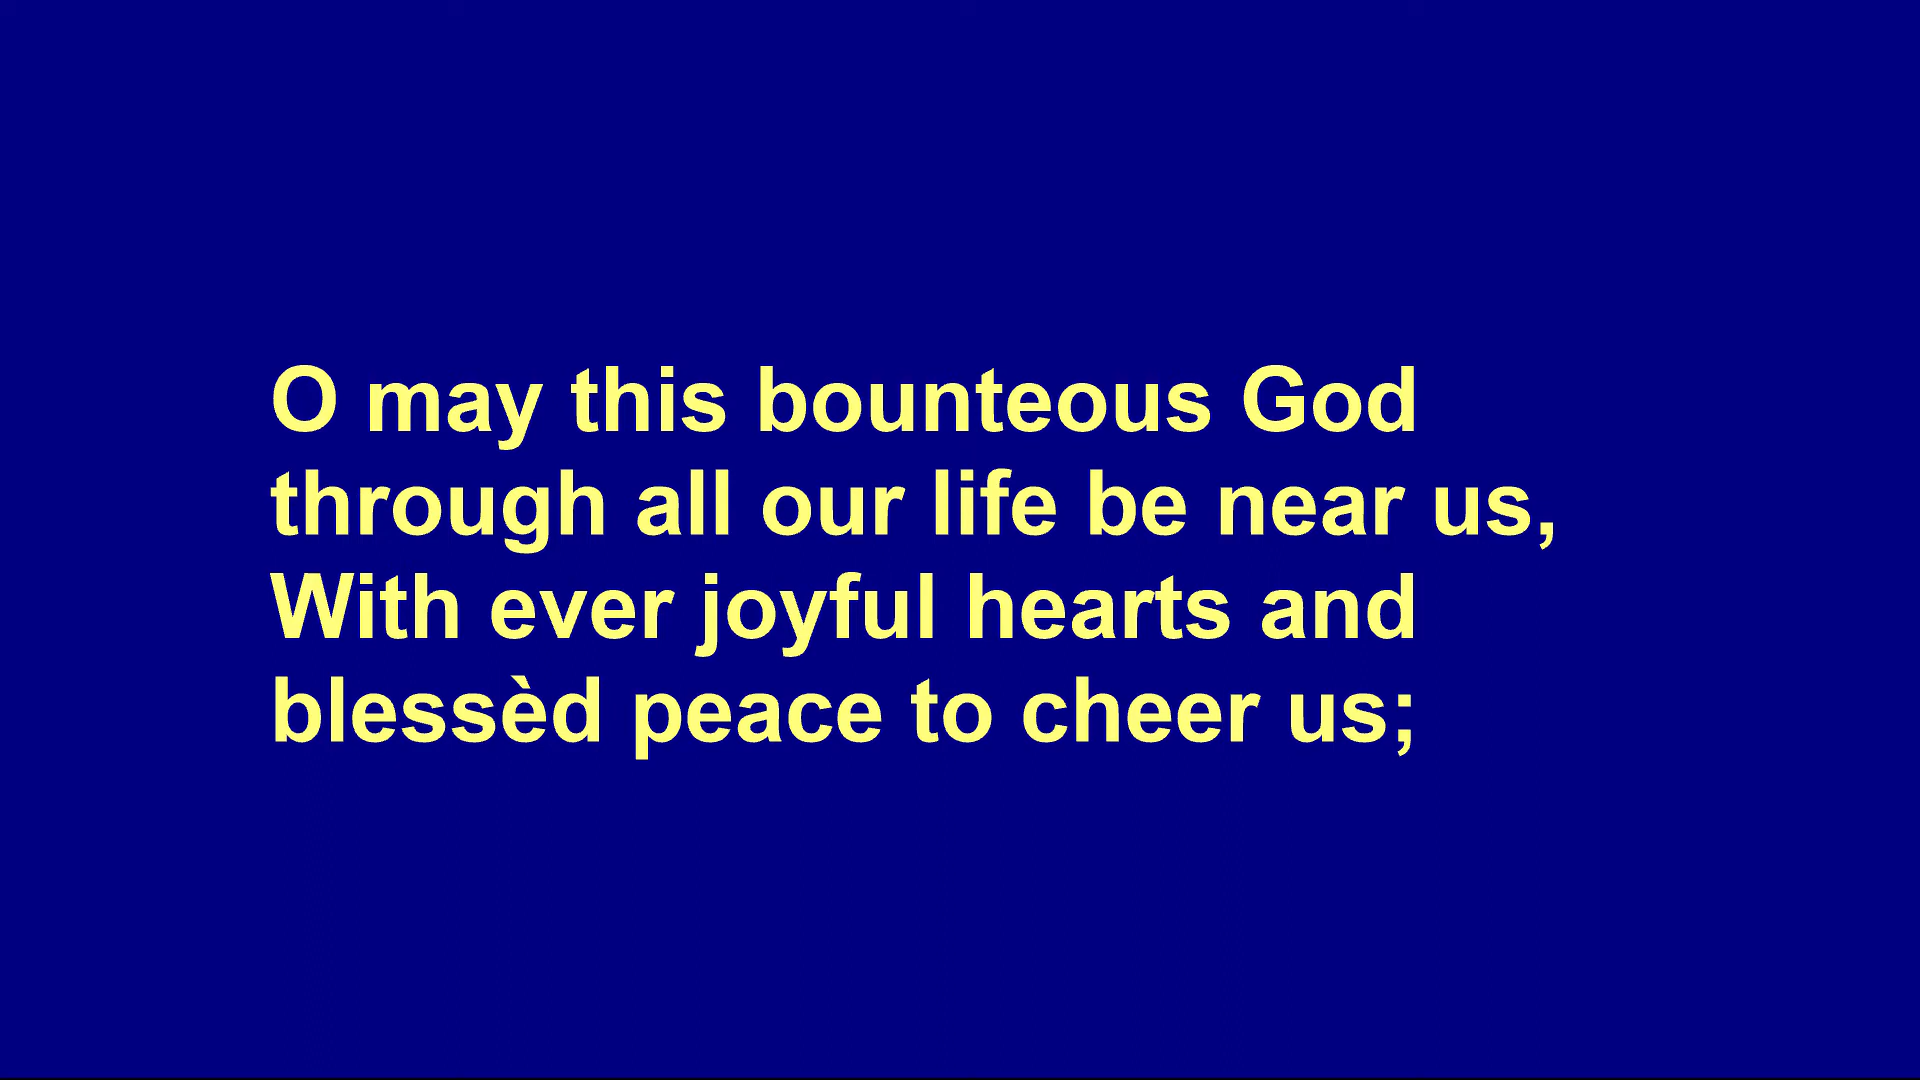 O may this bounteous God
through all our life be near us,
With ever joyful hearts and
blessèd peace to cheer us;